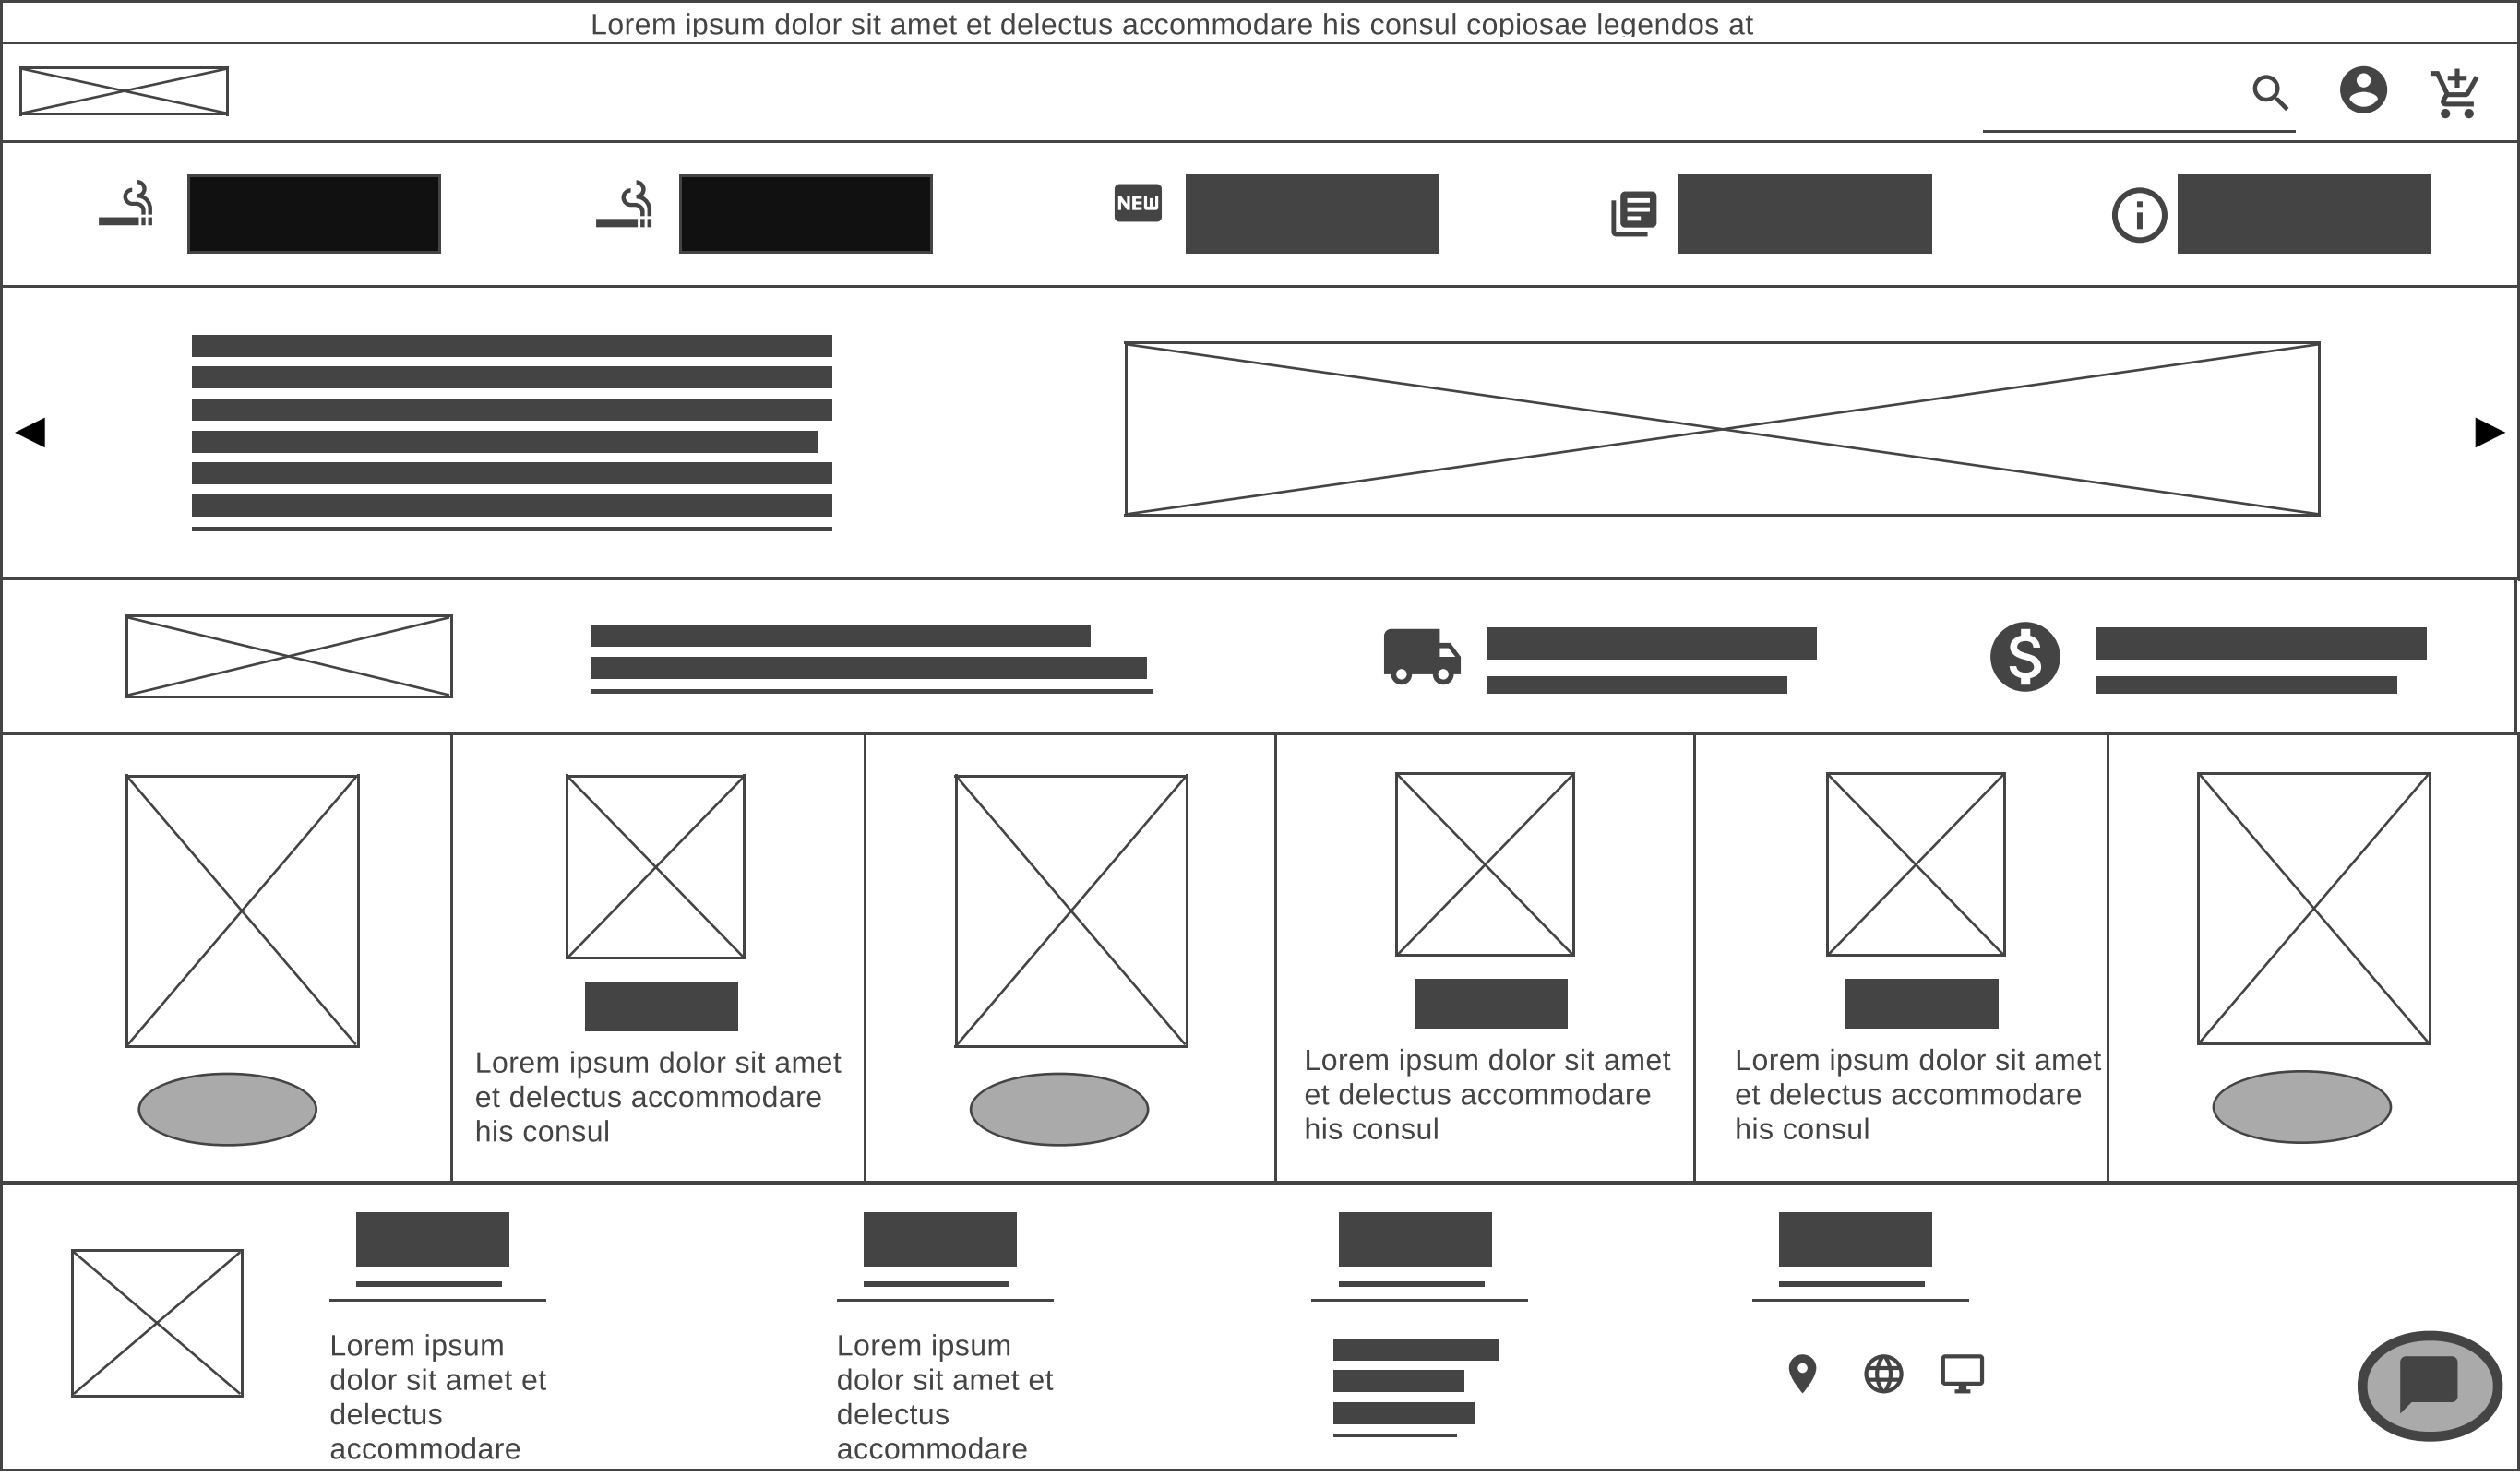 Lorem ipsum dolor sit amet et delectus accommodare his consul copiosae legendos at
NEW
Lorem ipsum dolor sit amet
et delectus accommodare
his consul
Lorem ipsum dolor sit amet
et delectus accommodare
his consul
Lorem ipsum dolor sit amet
et delectus accommodare
his consul
Lorem ipsum
dolor sit amet et
delectus
accommodare
Lorem ipsum
dolor sit amet et
delectus
accommodare